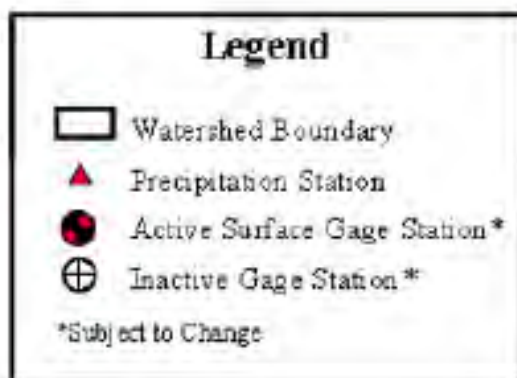 Legend
Watershed Boundary
Precipitation Station
Active Surface Gage Station*
Inactive Gage Station*
*Subject to Change